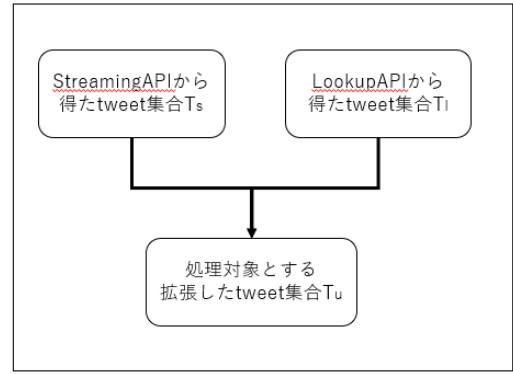 StreamingAPIから
得たtweet集合Ts
LookupAPIから
得たtweet集合Tl
処理対象とする
拡張したtweet集合Tu